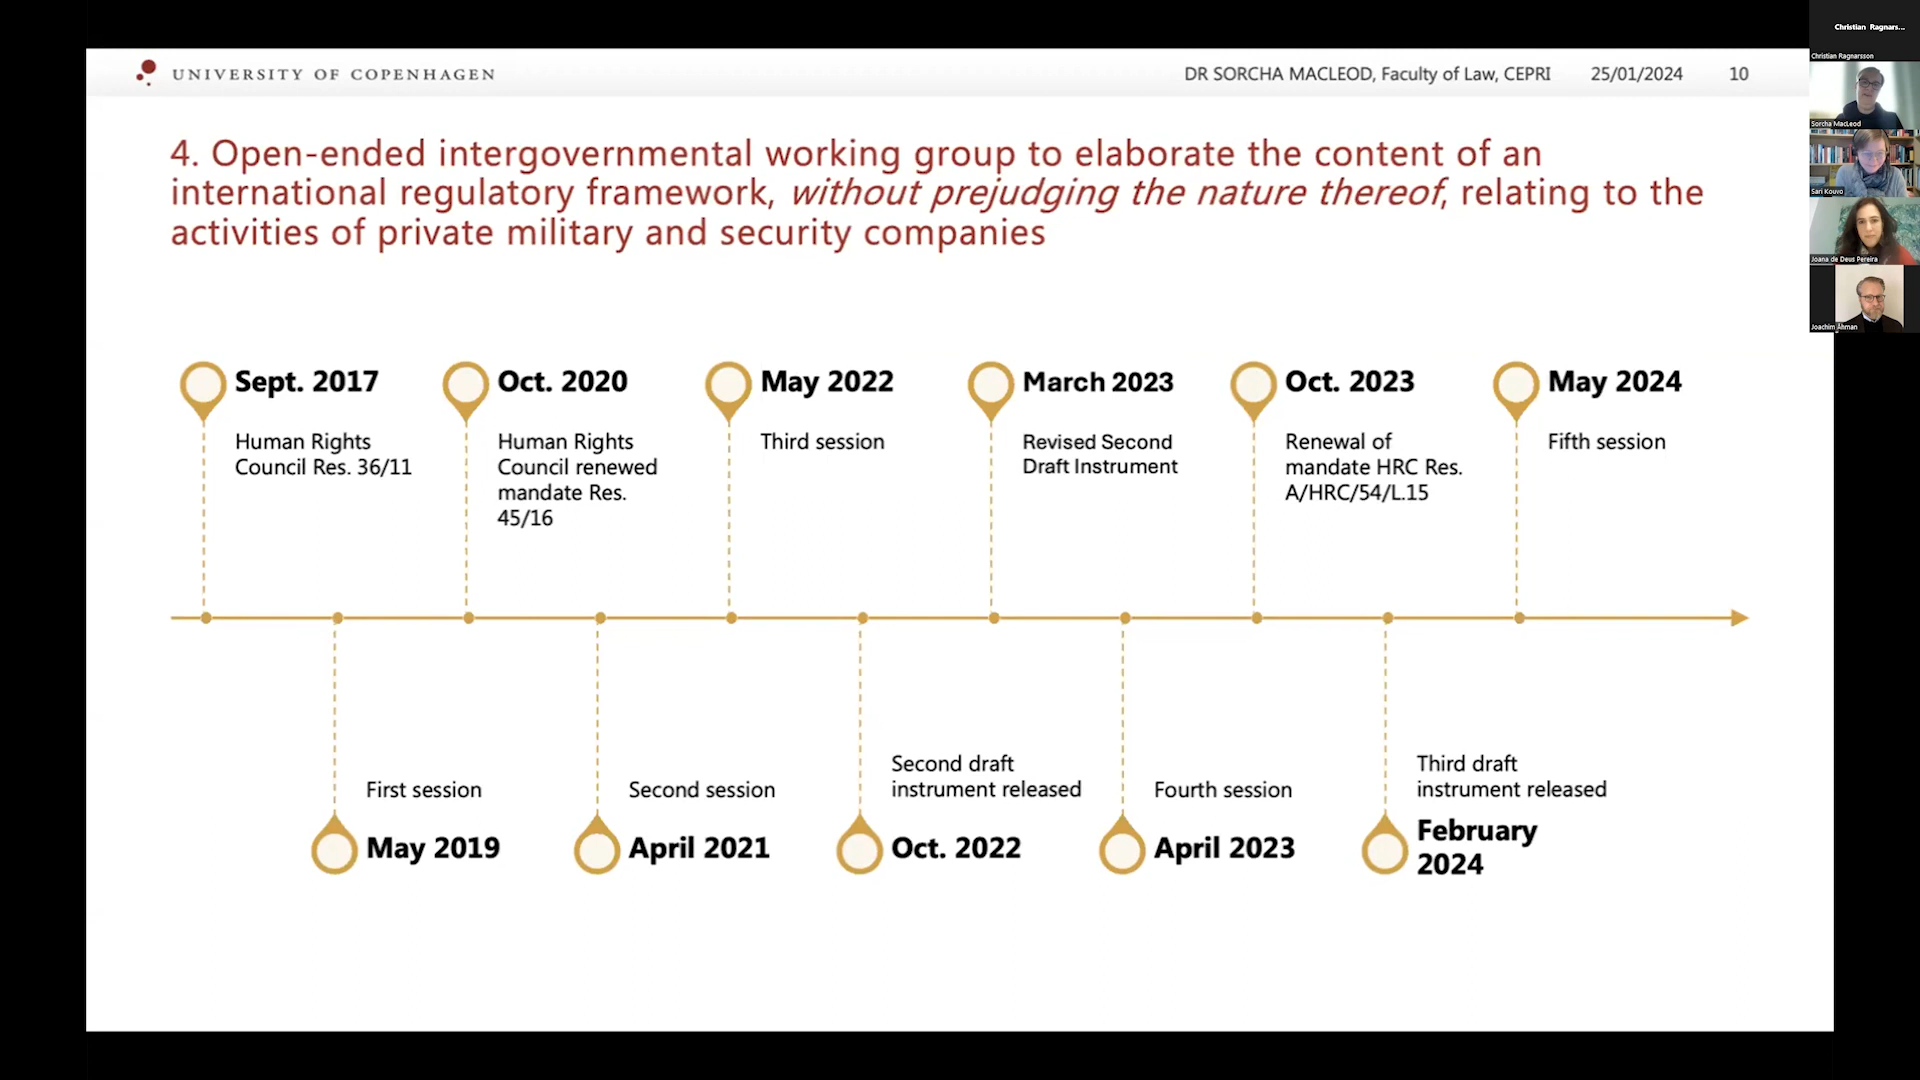 UNIVERSITY OF COPENHAGEN
DR SORCHA MACLEOD, Faculty of Law, CEPRI
25/01/2024
10
4. Open-ended intergovernmental working group to elaborate the content of an
international regulatory framework, without prejudging the nature thereof, relating to the
activities of private military and security companies
Sept. 2017
Human Rights
Council Res. 36/11
Oct. 2020
Human Rights
Council renewed
mandate Res.
45/16
May 2022
Third session
March 2023
Revised Second
Draft Instrument
Oct. 2023
Renewal of
mandate HRC Res.
A/HRC/54/L.15
May 2024
Fifth session
First session
May 2019
Second session
April 2021
Second draft
instrument released
Oct. 2022
Fourth session
April 2023
Third draft
instrument released
February
2024
Christian Ragnars...
Christian Ragnarsson
Sorcha MacLeod
Sari Kouvo
Joana de Deus Pereira
Joachim Åhman